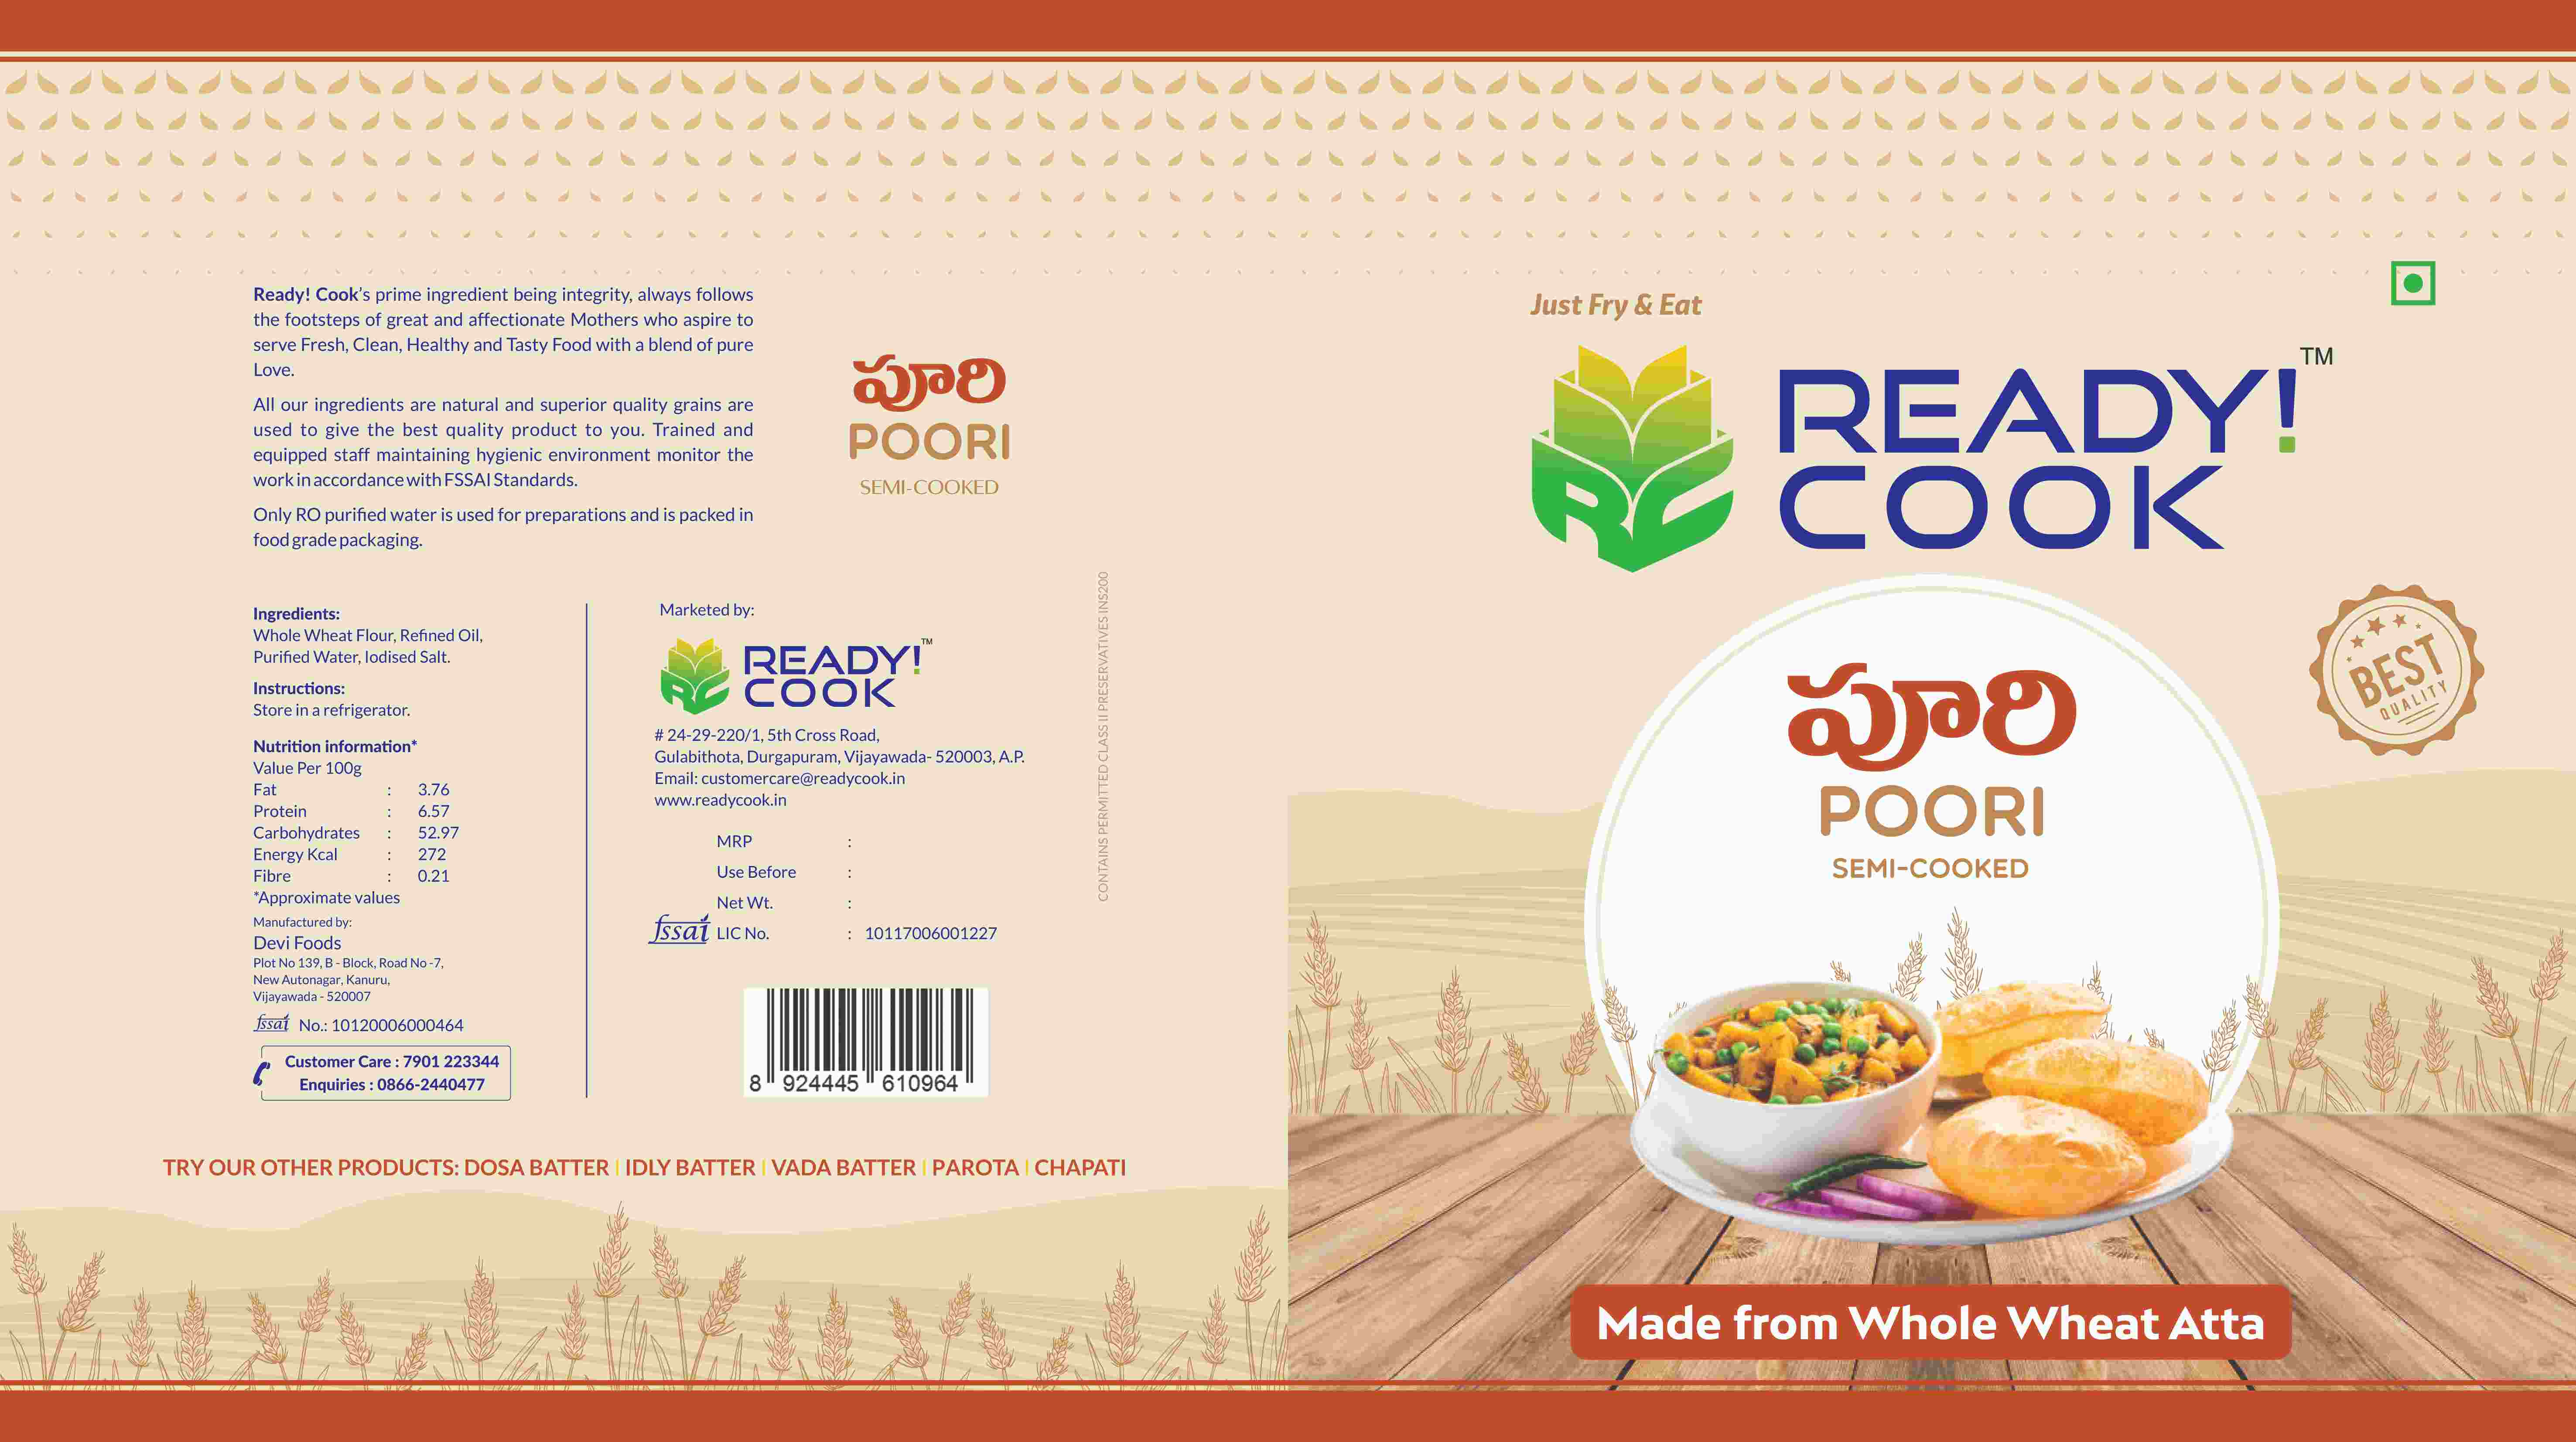 Ready! Cook's prime ingredient being integrity, always follows
the footsteps of great and affectionate Mothers who aspire to
serve Fresh, Clean, Healthy and Tasty Food with a blend of pure
Love.
All our ingredients are natural and superior quality grains are
used to give the best quality product to you. Trained and
equipped staff maintaining hygienic environment monitor the
work in accordance with FSSAI Standards.
Only RO purified water is used for preparations and is packed in
food grade packaging.
పూరి
POORI
SEMI-COOKED
Ingredients:
Whole Wheat Flour, Refined Oil,
Purified Water, Iodised Salt.
Instructions:
Store in a refrigerator.
Nutrition information*
Value Per 100g
Fat : 3.76
Protein : 6.57
Carbohydrates : 52.97
Energy Kcal : 272
Fibre : 0.21
*Approximate values
Manufactured by:
Devi Foods
Plot No 139, B - Block, Road No -7,
New Autonagar, Kanuru,
Vijayawada - 520007
fssai No.: 10120006000464
Customer Care : 7901 223344
Enquiries : 0866-2440477
Marketed by:
RC
READY!™
COOK
# 24-29-220/1, 5th Cross Road,
Gulabithota, Durgapuram, Vijayawada- 520003, A.P.
Email: customercare@readycook.in
www.readycook.in
MRP :
Use Before :
Net Wt. :
fssai LIC No. : 10117006001227
8 924445 610964
CONTAINS PERMITTED CLASS II PRESERVATIVES INS200
TRY OUR OTHER PRODUCTS: DOSA BATTER | IDLY BATTER | VADA BATTER | PAROTA | CHAPATI
Just Fry & Eat
RC
READY!™
COOK
BEST
QUALITY
పూరి
POORI
SEMI-COOKED
Made from Whole Wheat Atta